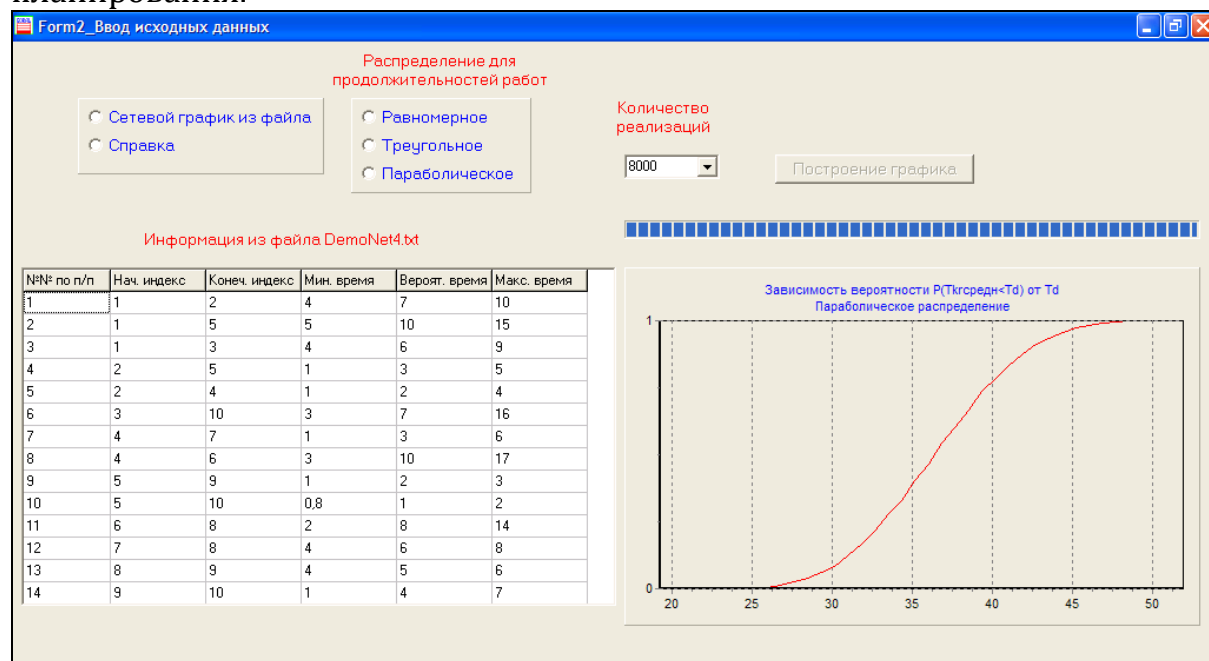 планирования.
Form2_Ввод исходных данных
Распределение для
продолжительностей работ
Сетевой график из файла
Справка
Равномерное
Треугольное
Параболическое
Количество
реализаций
8000
Построение графика
Информация из файла DemoNet4.txt
№№ по п/п Нач. индекс Конеч. индекс Мин. время Вероят. время Макс. время
1 1 2 4 7 10
2 1 5 5 10 15
3 1 3 4 6 9
4 2 5 1 3 5
5 2 4 1 2 4
6 3 10 3 7 16
7 4 7 1 3 6
8 4 6 3 10 17
9 5 9 1 2 3
10 5 10 0,8 1 2
11 6 8 2 8 14
12 7 8 4 6 8
13 8 9 4 5 6
14 9 10 1 4 7
Зависимость вероятности P(Tkrсредн<Td) от Td
Параболическое распределение
1
0
20 25 30 35 40 45 50